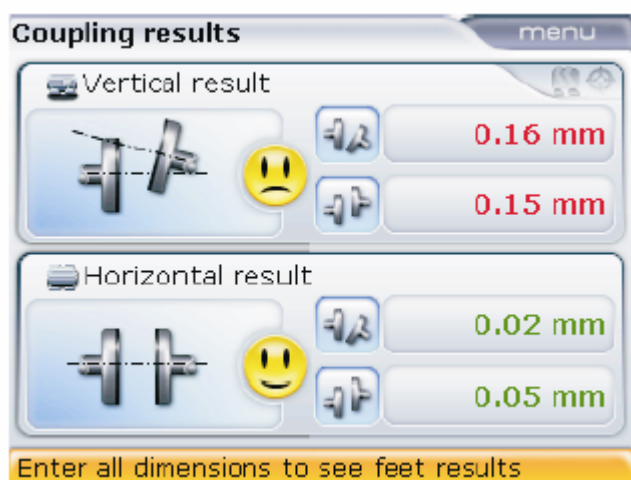 Coupling results
menu
Vertical result
0.16 mm
0.15 mm
Horizontal result
0.02 mm
0.05 mm
Enter all dimensions to see feet results